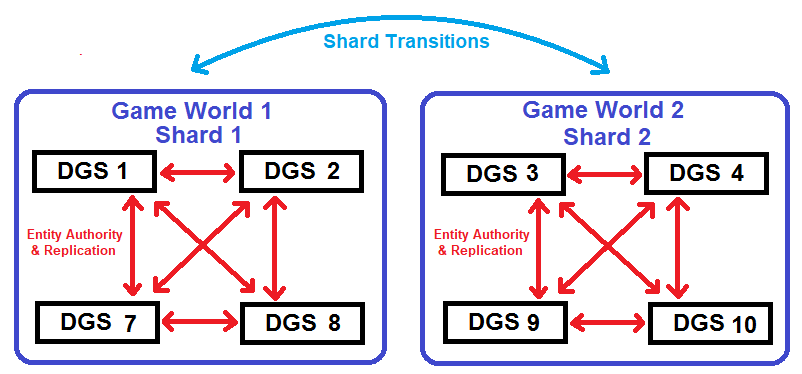 Shard Transitions
Game World 1
Shard 1
DGS 1
DGS 2
Entity Authority
& Replication
DGS 7
DGS 8
Game World 2
Shard 2
DGS 3
DGS 4
Entity Authority
& Replication
DGS 9
DGS 10